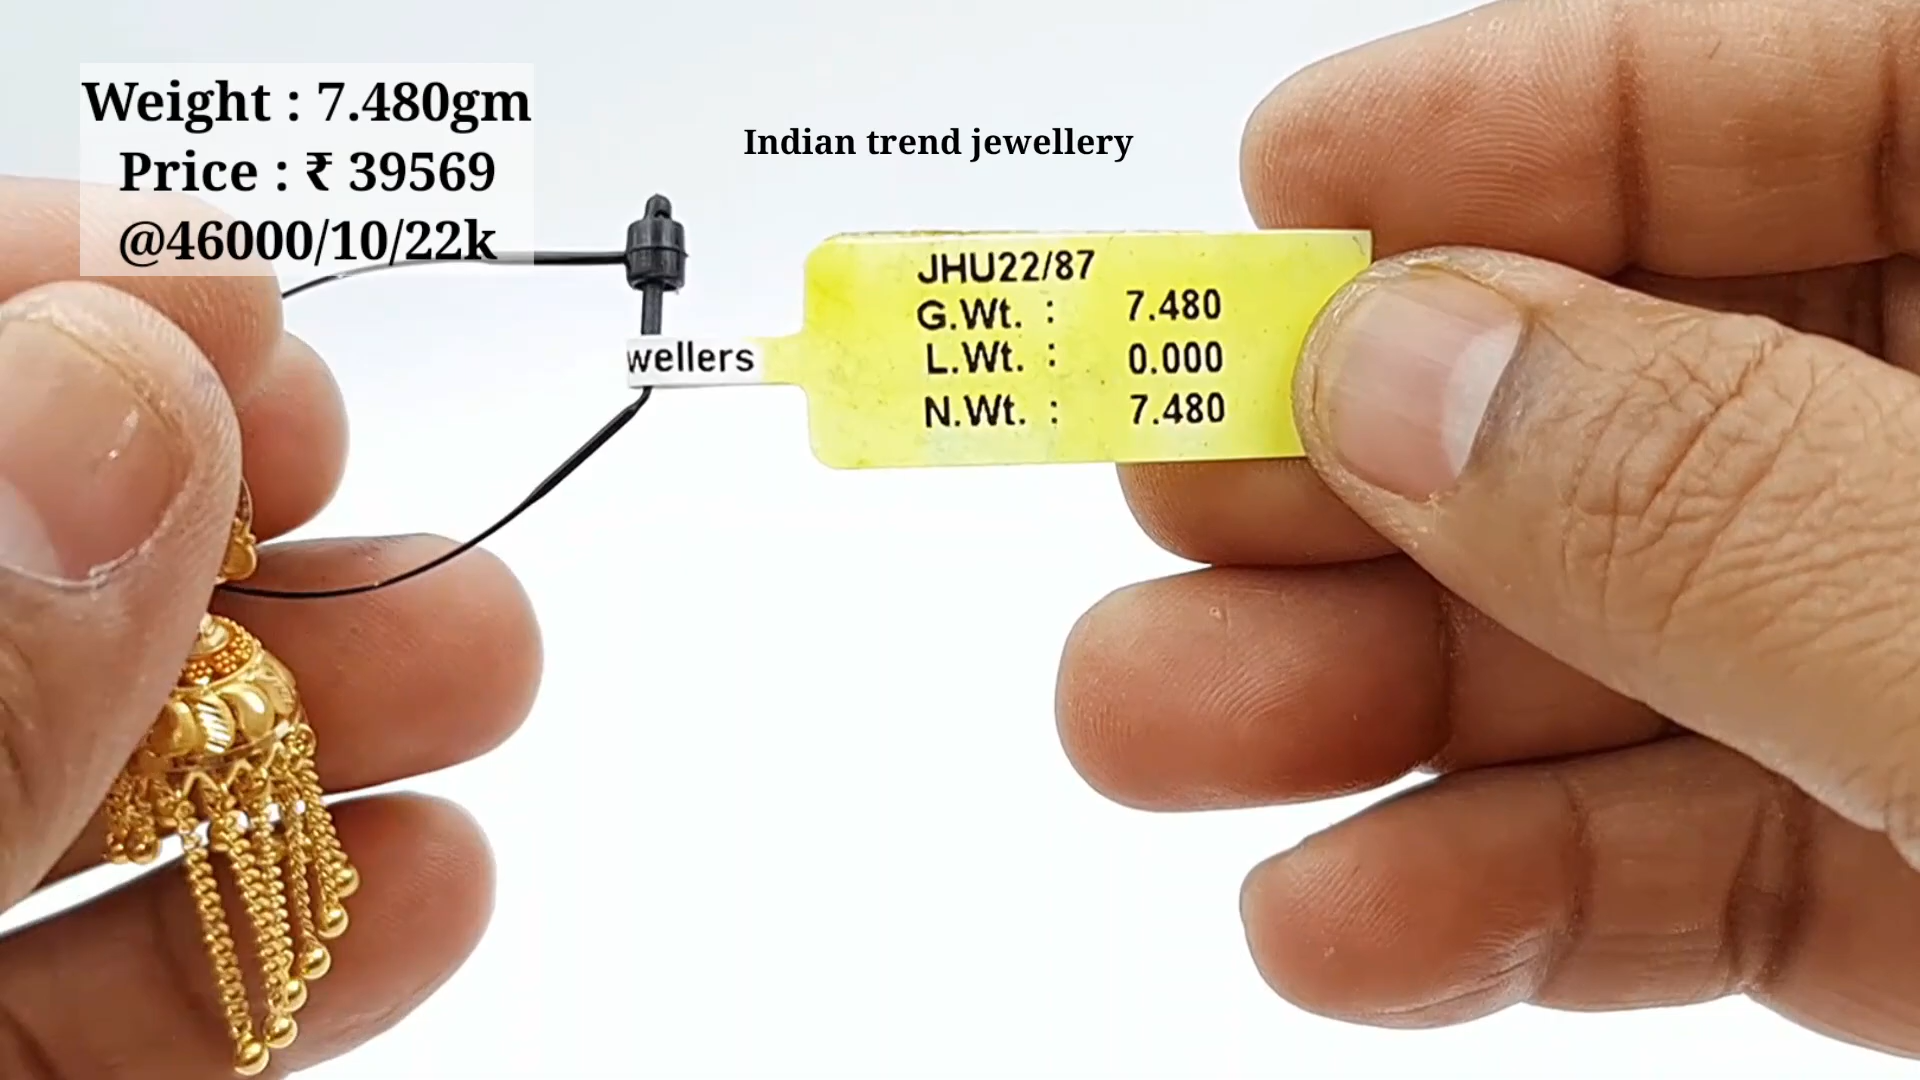 Weight : 7.480gm
Price : ₹ 39569
@46000/10/22k
Indian trend jewellery
JHU22/87
G.Wt. : 7.480
wellers
L.Wt. : 0.000
N.Wt. : 7.480